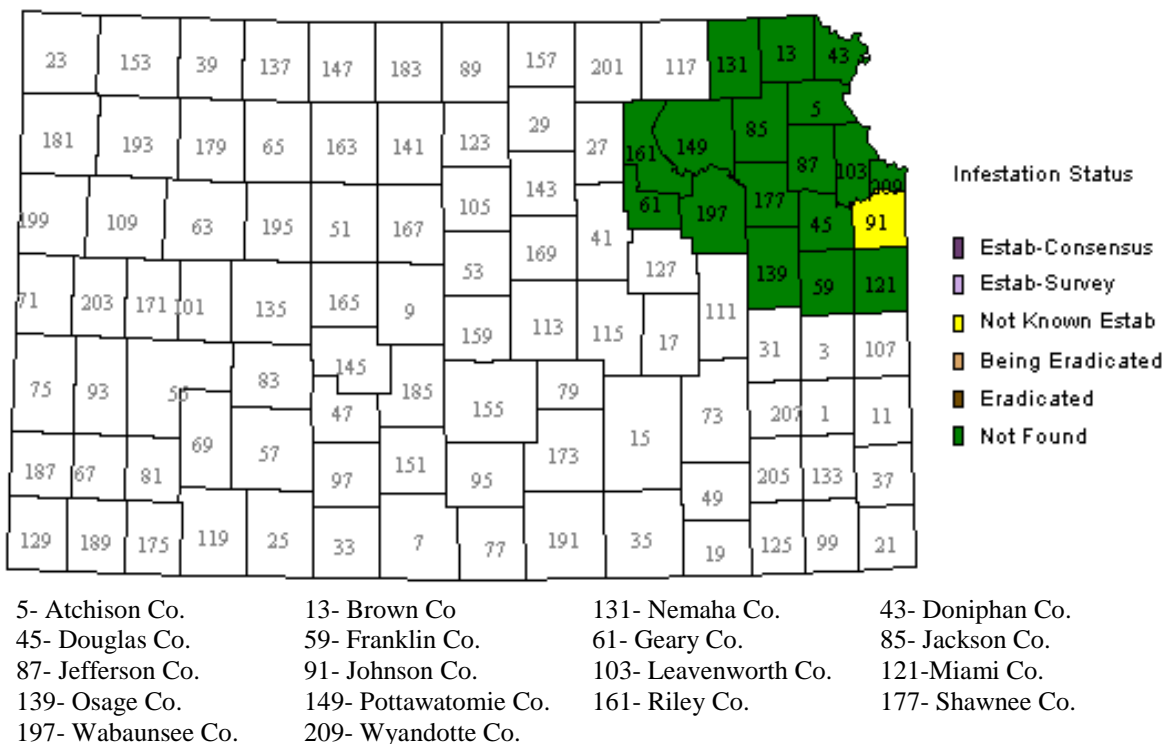 23 153 39 137 147 183 89 157 201 117 131 13 43
181 193 179 65 163 141 123 29 27 161 149 85 5
87 103 209
199 109 63 195 51 167 105 143 41 61 197 177 45 91
71 203 171 101 135 165 9 53 169 127 139 59 121
159 113 115 17 111 31 3 107
75 93 55 83 145 185 155 79 15 73 207 1 11
69 57 47
187 67 81 97 151 95 173 49 205 133 37
129 189 175 119 25 33 7 77 191 35 19 125 99 21
Infestation Status
Estab-Consensus
Estab-Survey
Not Known Estab
Being Eradicated
Eradicated
Not Found
5- Atchison Co. 13- Brown Co 131- Nemaha Co. 43- Doniphan Co.
45- Douglas Co. 59- Franklin Co. 61- Geary Co. 85- Jackson Co.
87- Jefferson Co. 91- Johnson Co. 103- Leavenworth Co. 121-Miami Co.
139- Osage Co. 149- Pottawatomie Co. 161- Riley Co. 177- Shawnee Co.
197- Wabaunsee Co. 209- Wyandotte Co.